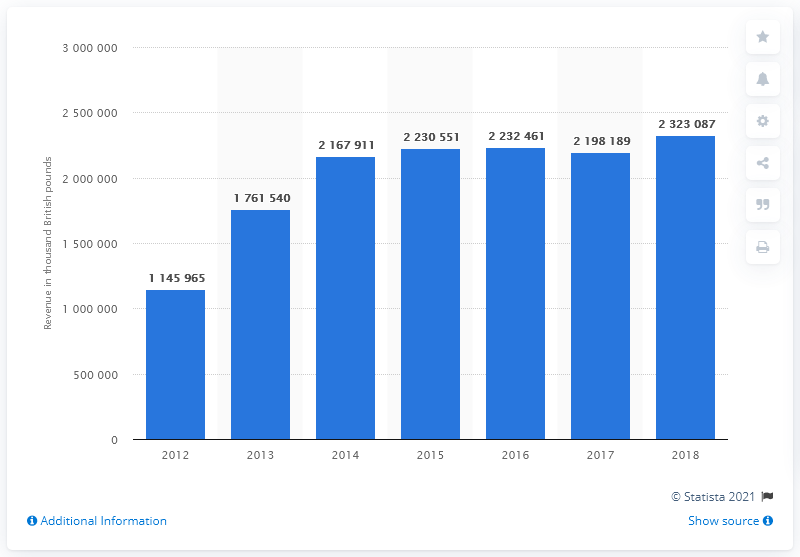 3 000 000
2 500 000
2 000 000
1 500 000
1 000 000
500 000
0
Revenue in thousand British pounds
1 145 965
1 761 540
2 167 911
2 230 551
2 232 461
2 198 189
2 323 087
2012 2013 2014 2015 2016 2017 2018
© Statista 2021
Additional Information
Show source